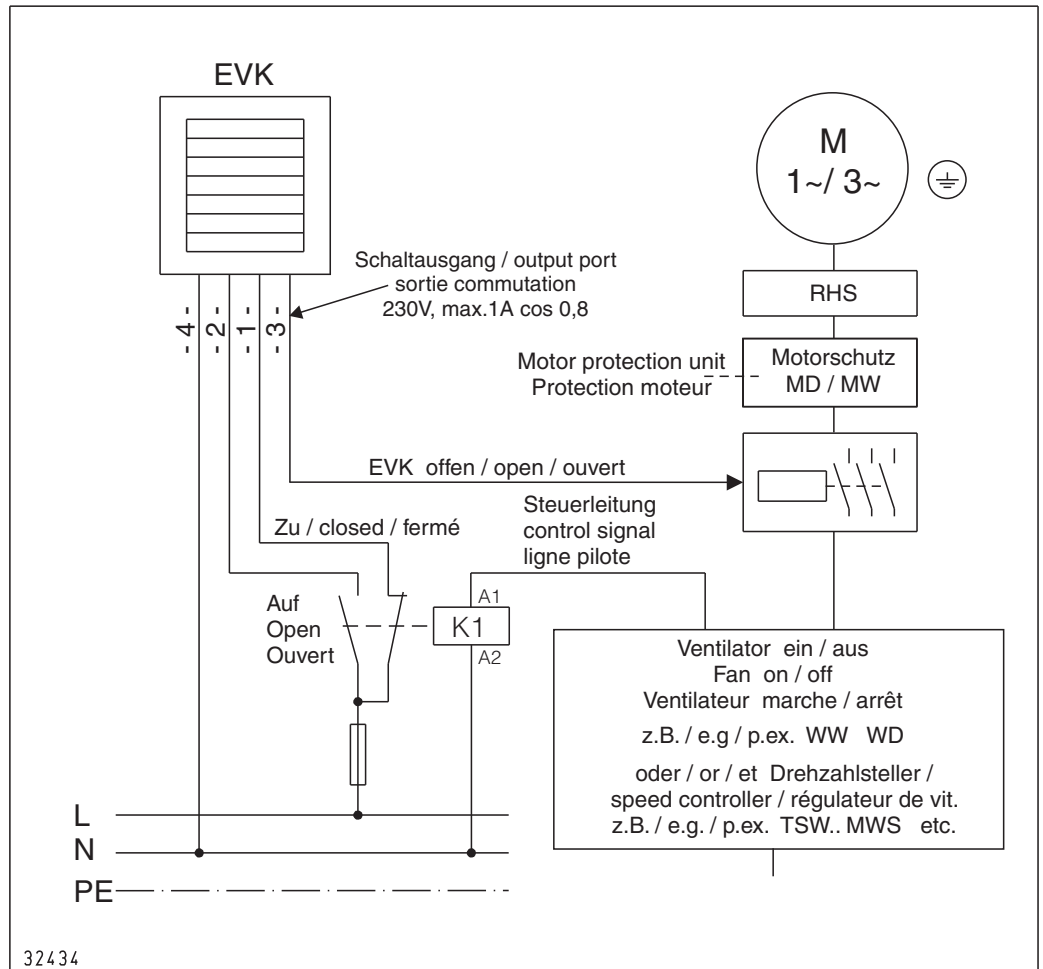 EVK
M
1~/ 3~
Schaltausgang / output port
sortie commutation
230V, max.1A cos 0,8
RHS
- 4 -
- 2 -
- 1 -
- 3 -
Motor protection unit
Protection moteur
Motorschutz
MD / MW
EVK offen / open / ouvert
Steuerleitung
control signal
ligne pilote
Zu / closed / fermé
Auf
Open
Ouvert
A1
K1
A2
Ventilator ein / aus
Fan on / off
Ventilateur marche / arrêt
z.B. / e.g / p.ex. WW WD
oder / or / et Drehzahlsteller /
speed controller / régulateur de vit.
z.B. / e.g. / p.ex. TSW.. MWS etc.
L
N
PE
32434